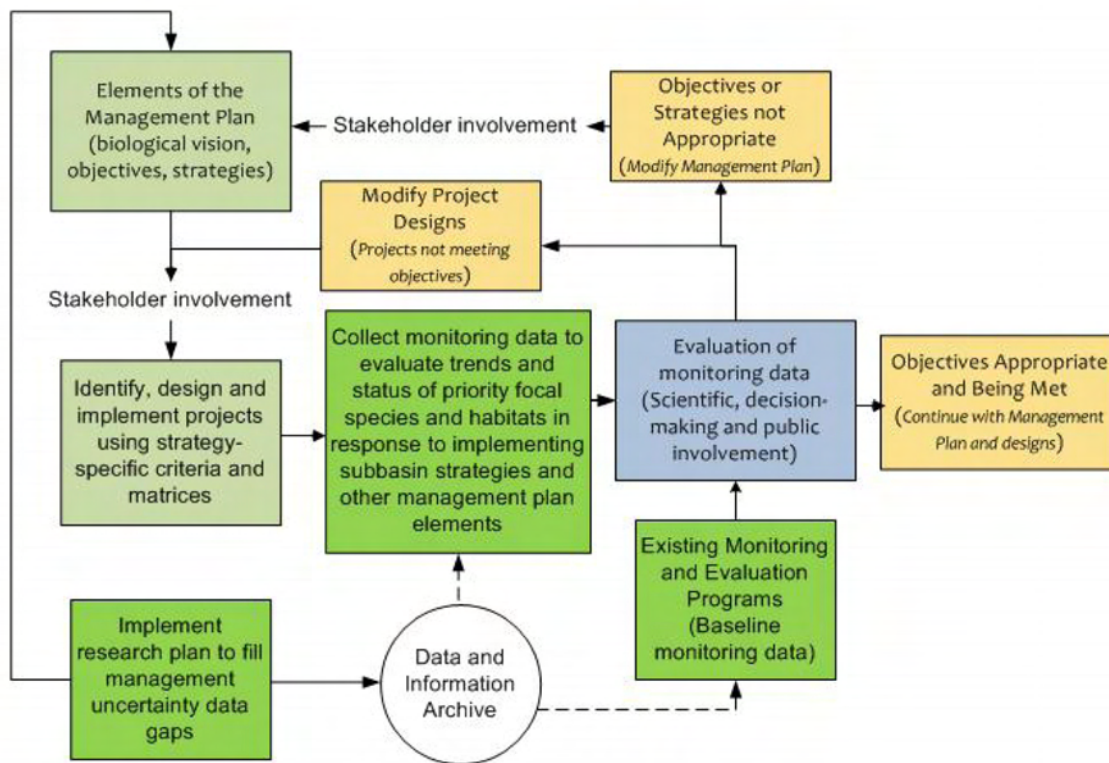 Elements of the
Management Plan
(biological vision,
objectives, strategies)
Stakeholder involvement
Objectives or
Strategies not
Appropriate
(Modify Management Plan)
Modify Project
Designs
(Projects not meeting
objectives)
Stakeholder involvement
Identify, design and
implement projects
using strategy-
specific criteria and
matrices
Collect monitoring data to
evaluate trends and
status of priority focal
species and habitats in
response to implementing
subbasin strategies and
other management plan
elements
Evaluation of
monitoring data
(Scientific, decision-
making and public
involvement)
Objectives Appropriate
and Being Met
(Continue with Management
Plan and designs)
Existing Monitoring
and Evaluation
Programs
(Baseline
monitoring data)
Implement
research plan to fill
management
uncertainty data
gaps
Data and
Information
Archive